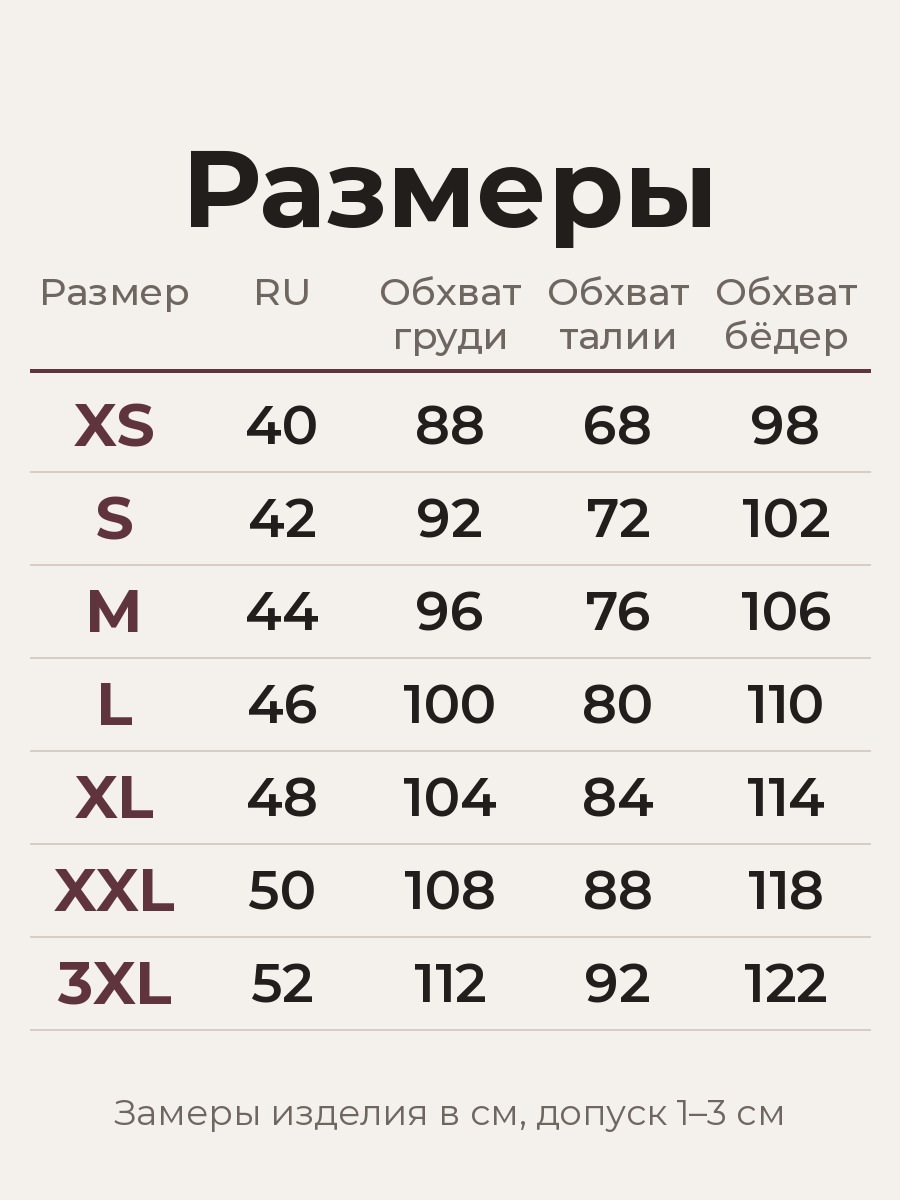 Размеры
Размер RU Обхват Обхват Обхват
груди талии бёдер
XS 40 88 68 98
S 42 92 72 102
M 44 96 76 106
L 46 100 80 110
XL 48 104 84 114
XXL 50 108 88 118
3XL 52 112 92 122
Замеры изделия в см, допуск 1–3 см